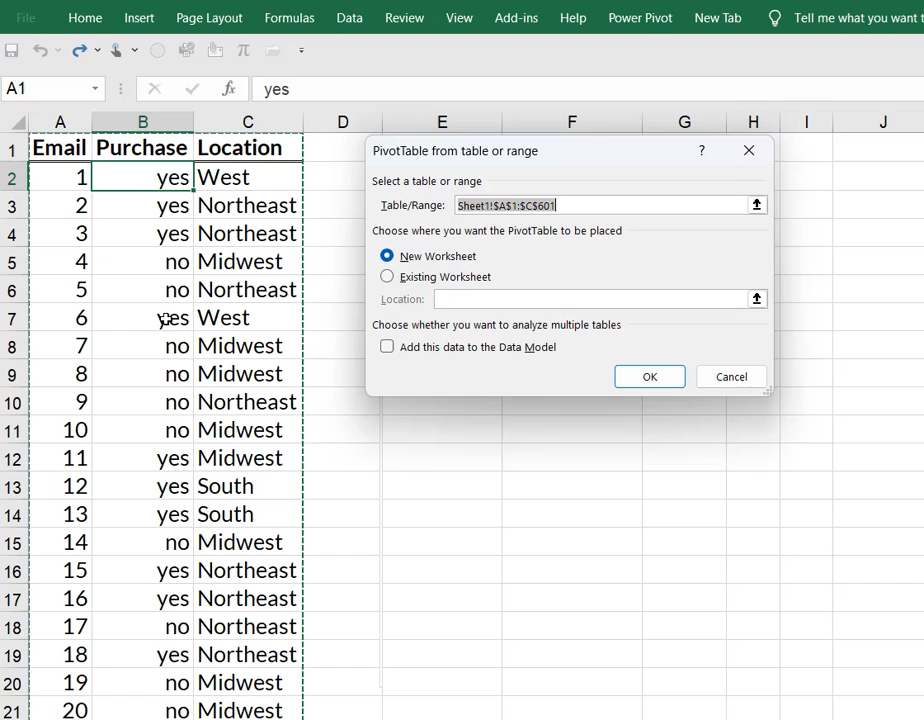 File Home Insert Page Layout Formulas Data Review View Add-ins Help Power Pivot New Tab Tell me what you want t
A1 fx yes
A B C D E F G H I J
1 Email Purchase Location
2 1 yes West
3 2 yes Northeast
4 3 yes Northeast
5 4 no Midwest
6 5 no Northeast
7 6 yes West
8 7 no Midwest
9 8 no Midwest
10 9 no Northeast
11 10 no Midwest
12 11 yes Midwest
13 12 yes South
14 13 yes South
15 14 no Midwest
16 15 yes Northeast
17 16 yes Northeast
18 17 no Northeast
19 18 yes Northeast
20 19 no Midwest
21 20 no Midwest
PivotTable from table or range ?
Select a table or range
Table/Range: Sheet1!$A$1:$C$601
Choose where you want the PivotTable to be placed
New Worksheet
Existing Worksheet
Location:
Choose whether you want to analyze multiple tables
Add this data to the Data Model
OK Cancel